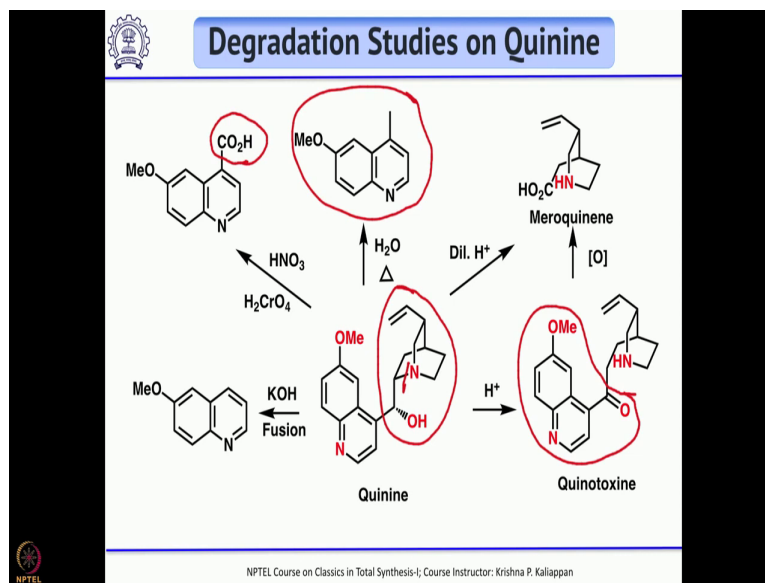 Degradation Studies on Quinine
CO2H
MeO
N
HNO3
H2CrO4
MeO
N
H2O
△
Dil. H+
HO2C
HN
Meroquinene
[O]
MeO
N
KOH
Fusion
OMe
N
OH
N
Quinine
H+
OMe
HN
O
N
Quinotoxine
NPTEL
NPTEL Course on Classics in Total Synthesis-I; Course Instructor: Krishna P. Kaliappan